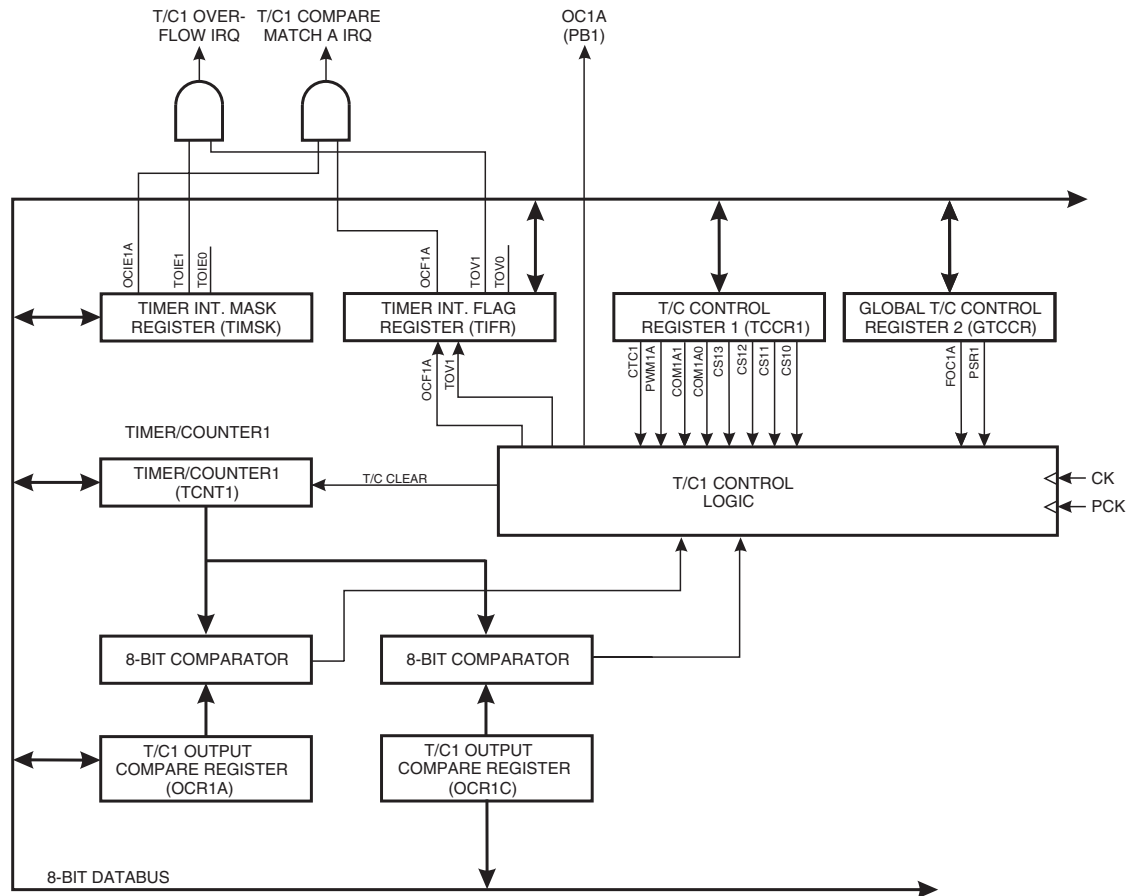 T/C1 OVER-
FLOW IRQ
T/C1 COMPARE
MATCH A IRQ
OC1A
(PB1)
OCIE1A
TOIE1
TOIE0
OCF1A
TOV1
TOV0
TIMER INT. MASK
REGISTER (TIMSK)
TIMER INT. FLAG
REGISTER (TIFR)
T/C CONTROL
REGISTER 1 (TCCR1)
GLOBAL T/C CONTROL
REGISTER 2 (GTCCR)
OCF1A
TOV1
CTC1
PWM1A
COM1A1
COM1A0
CS13
CS12
CS11
CS10
FOC1A
PSR1
TIMER/COUNTER1
TIMER/COUNTER1
(TCNT1)
T/C CLEAR
T/C1 CONTROL
LOGIC
CK
PCK
8-BIT COMPARATOR
8-BIT COMPARATOR
T/C1 OUTPUT
COMPARE REGISTER
(OCR1A)
T/C1 OUTPUT
COMPARE REGISTER
(OCR1C)
8-BIT DATABUS